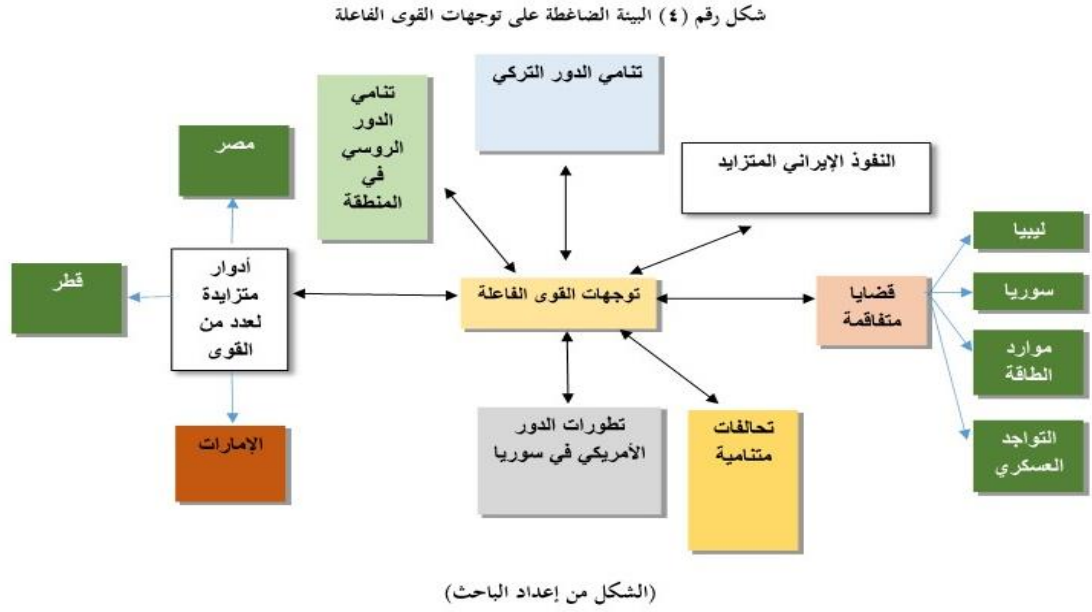 شكل رقم (٤) البينة الضاغطة على توجهات القوى الفاعلة
تنامي الدور التركي
تنامي
الدور
الروسي
في
المنطقة
مصر
النفوذ الإيراني المتزايد
ليبيا
أدوار
متزايدة
لعدد من
القوى
قطر
توجهات القوى الفاعلة
قضايا
متفاقمة
سوريا
موارد
الطاقة
الإمارات
تطورات الدور
الأمريكي في سوريا
تحالفات
متنامية
التواجد
العسكري
(الشكل من إعداد الباحث)